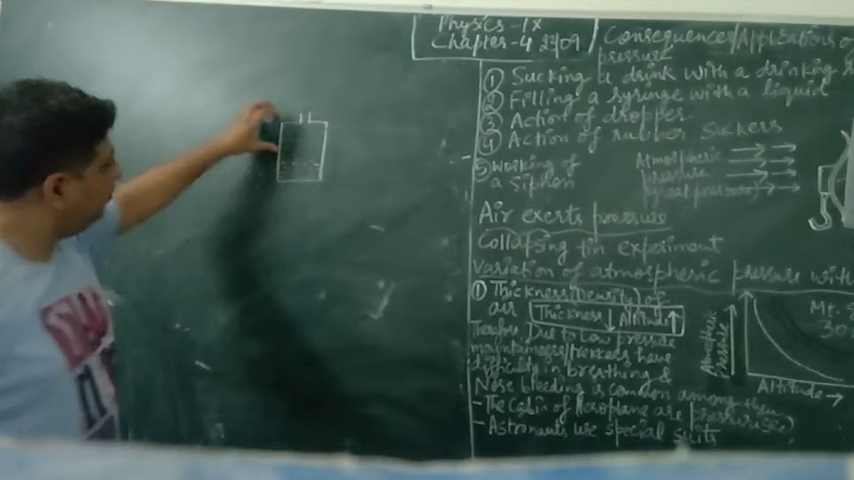 Physics - IX
Chapter-4 27/09
Consequences/Applications of
pressure
① Sucking a drink with a drinking
② Filling a syringe with a liquid
③ Action of dropper
④ Action of rubber suckers
⑤ Working of
a siphon
Atmospheric
pressure
Air exerts pressure
Collapsing tin experiment
Variation of atmospheric pressure with
① Thickness (Density) of
air
Thickness ↓ Altitude ↑
Therefore, Due to low pressure
mountaineers/trekkers have
difficulty in breathing &
Nose bleeding is common among them
- The Cabin of Aeroplane are pressurise)
- Astronauts use special suits
Atmospheric
Pressure
Mt.
Altitude →